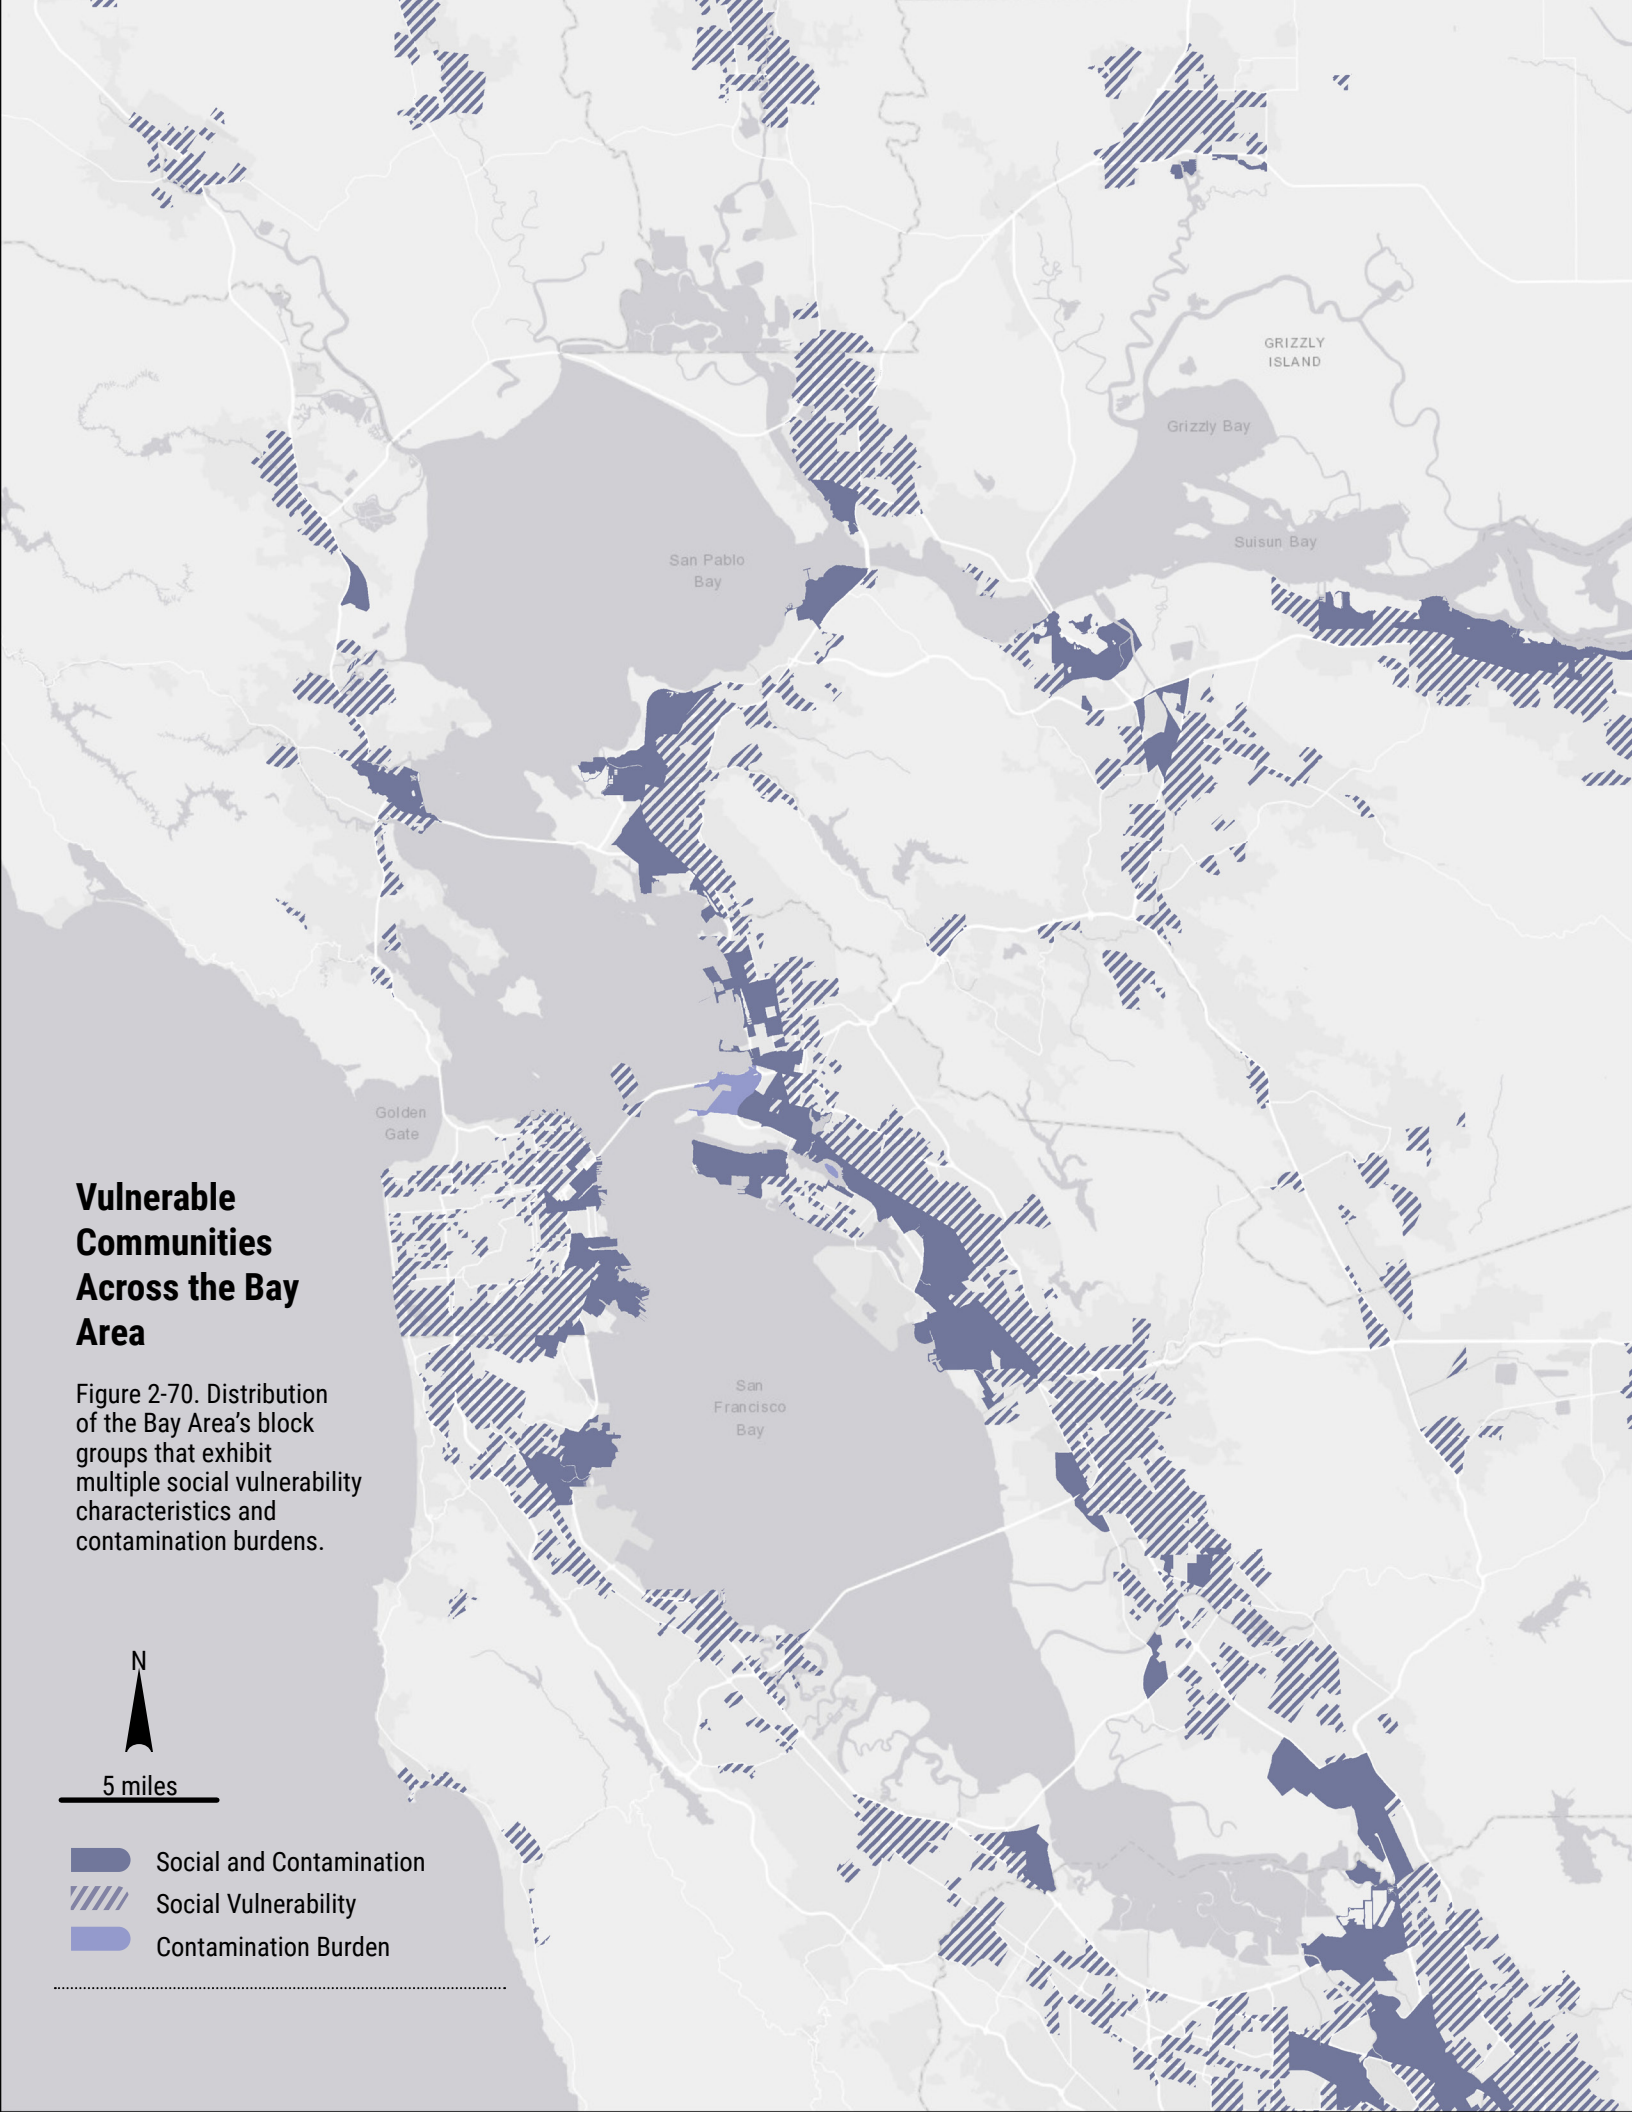 GRIZZLY
ISLAND
Grizzly Bay
Suisun Bay
San Pablo
Bay
Golden
Gate
Vulnerable
Communities
Across the Bay
Area
Figure 2-70. Distribution
of the Bay Area’s block
groups that exhibit
multiple social vulnerability
characteristics and
contamination burdens.
San
Francisco
Bay
N
5 miles
Social and Contamination
Social Vulnerability
Contamination Burden